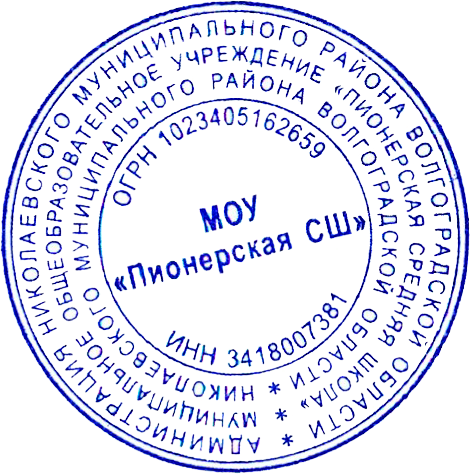 АДМИНИСТРАЦИЯ НИКОЛАЕВСКОГО МУНИЦИПАЛЬНОГО РАЙОНА ВОЛГОГРАДСКОЙ ОБЛАСТИ *
МУНИЦИПАЛЬНОЕ ОБЩЕОБРАЗОВАТЕЛЬНОЕ УЧРЕЖДЕНИЕ "ПИОНЕРСКАЯ СРЕДНЯЯ ШКОЛА" *
НИКОЛАЕВСКОГО МУНИЦИПАЛЬНОГО РАЙОНА ВОЛГОГРАДСКОЙ ОБЛАСТИ *
ОГРН 1023405162659
МОУ
«Пионерская СШ»
ИНН 3418007381